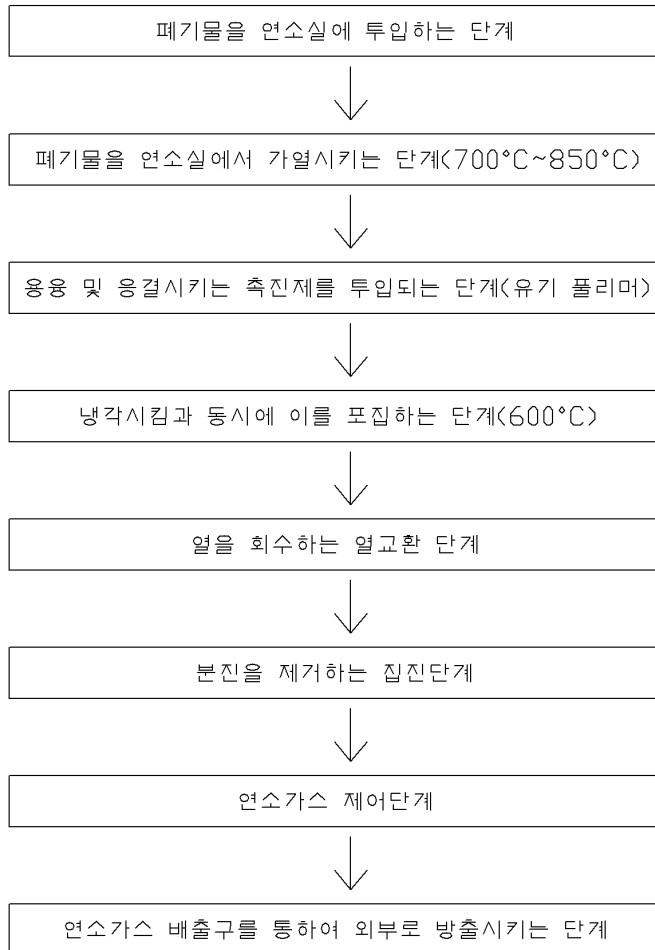 폐기물을 연소실에 투입하는 단계
폐기물을 연소실에서 가열시키는 단계(700°C~850°C)
용융 및 응결시키는 촉진제를 투입되는 단계(유기 폴리머)
냉각시킴과 동시에 이를 포집하는 단계(600°C)
열을 회수하는 열교환 단계
분진을 제거하는 집진단계
연소가스 제어단계
연소가스 배출구를 통하여 외부로 방출시키는 단계